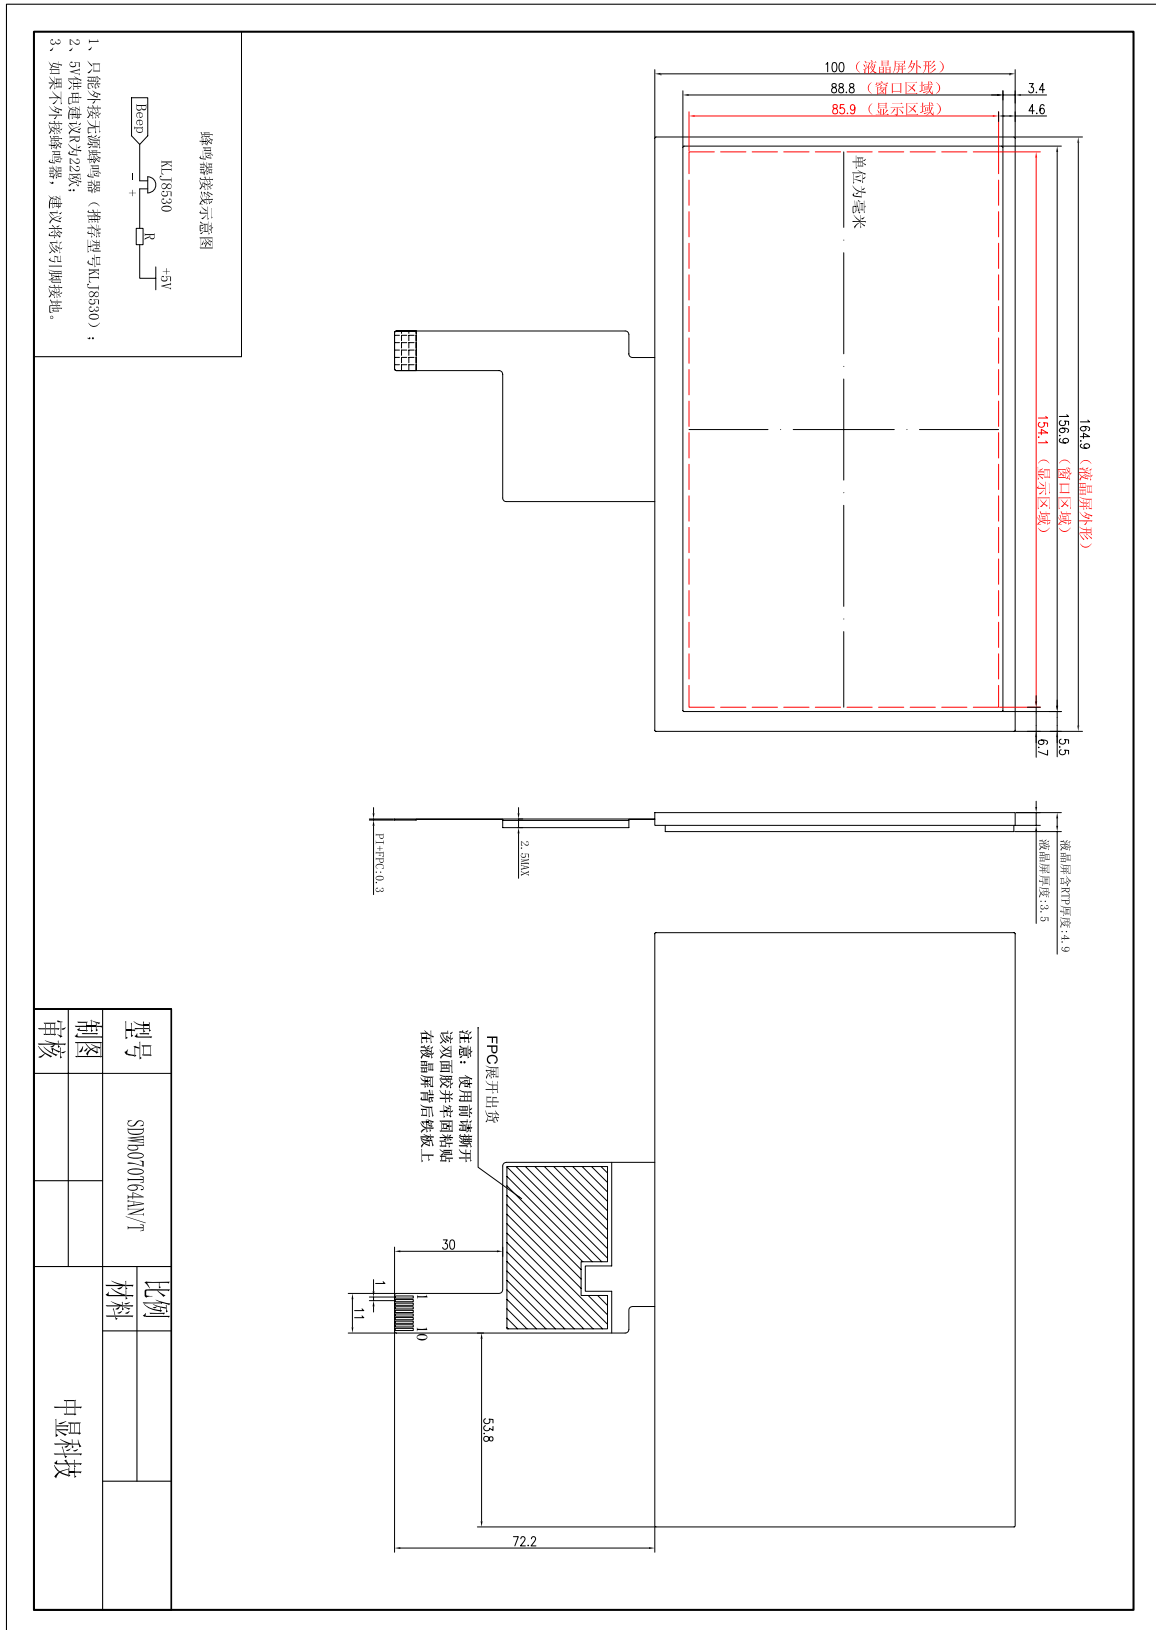 100 （液晶屏外形）
88.8 （窗口区域）
85.9 （显示区域）
3.4
4.6
单位为毫米
164.9 （液晶屏外形）
156.9 （窗口区域）
154.1 （显示区域）
5.5
6.7
蜂鸣器接线示意图
Beep
KLJ8530
- +
R
+5V
1、只能外接无源蜂鸣器（推荐型号KLJ8530）；
2、5V供电建议R为22欧；
3、如果不外接蜂鸣器，建议将该引脚接地。
液晶屏含RTP厚度:4.9
液晶屏厚度:3.5
2.5MAX
PI+FPC:0.3
FPC展开出货
注意：使用前请撕开
该双面胶并牢固粘贴
在液晶屏背后铁板上
30
1
11
1
10
53.8
72.2
型号
SDWb070T64AN/T
比例
材料
制图
审核
中显科技